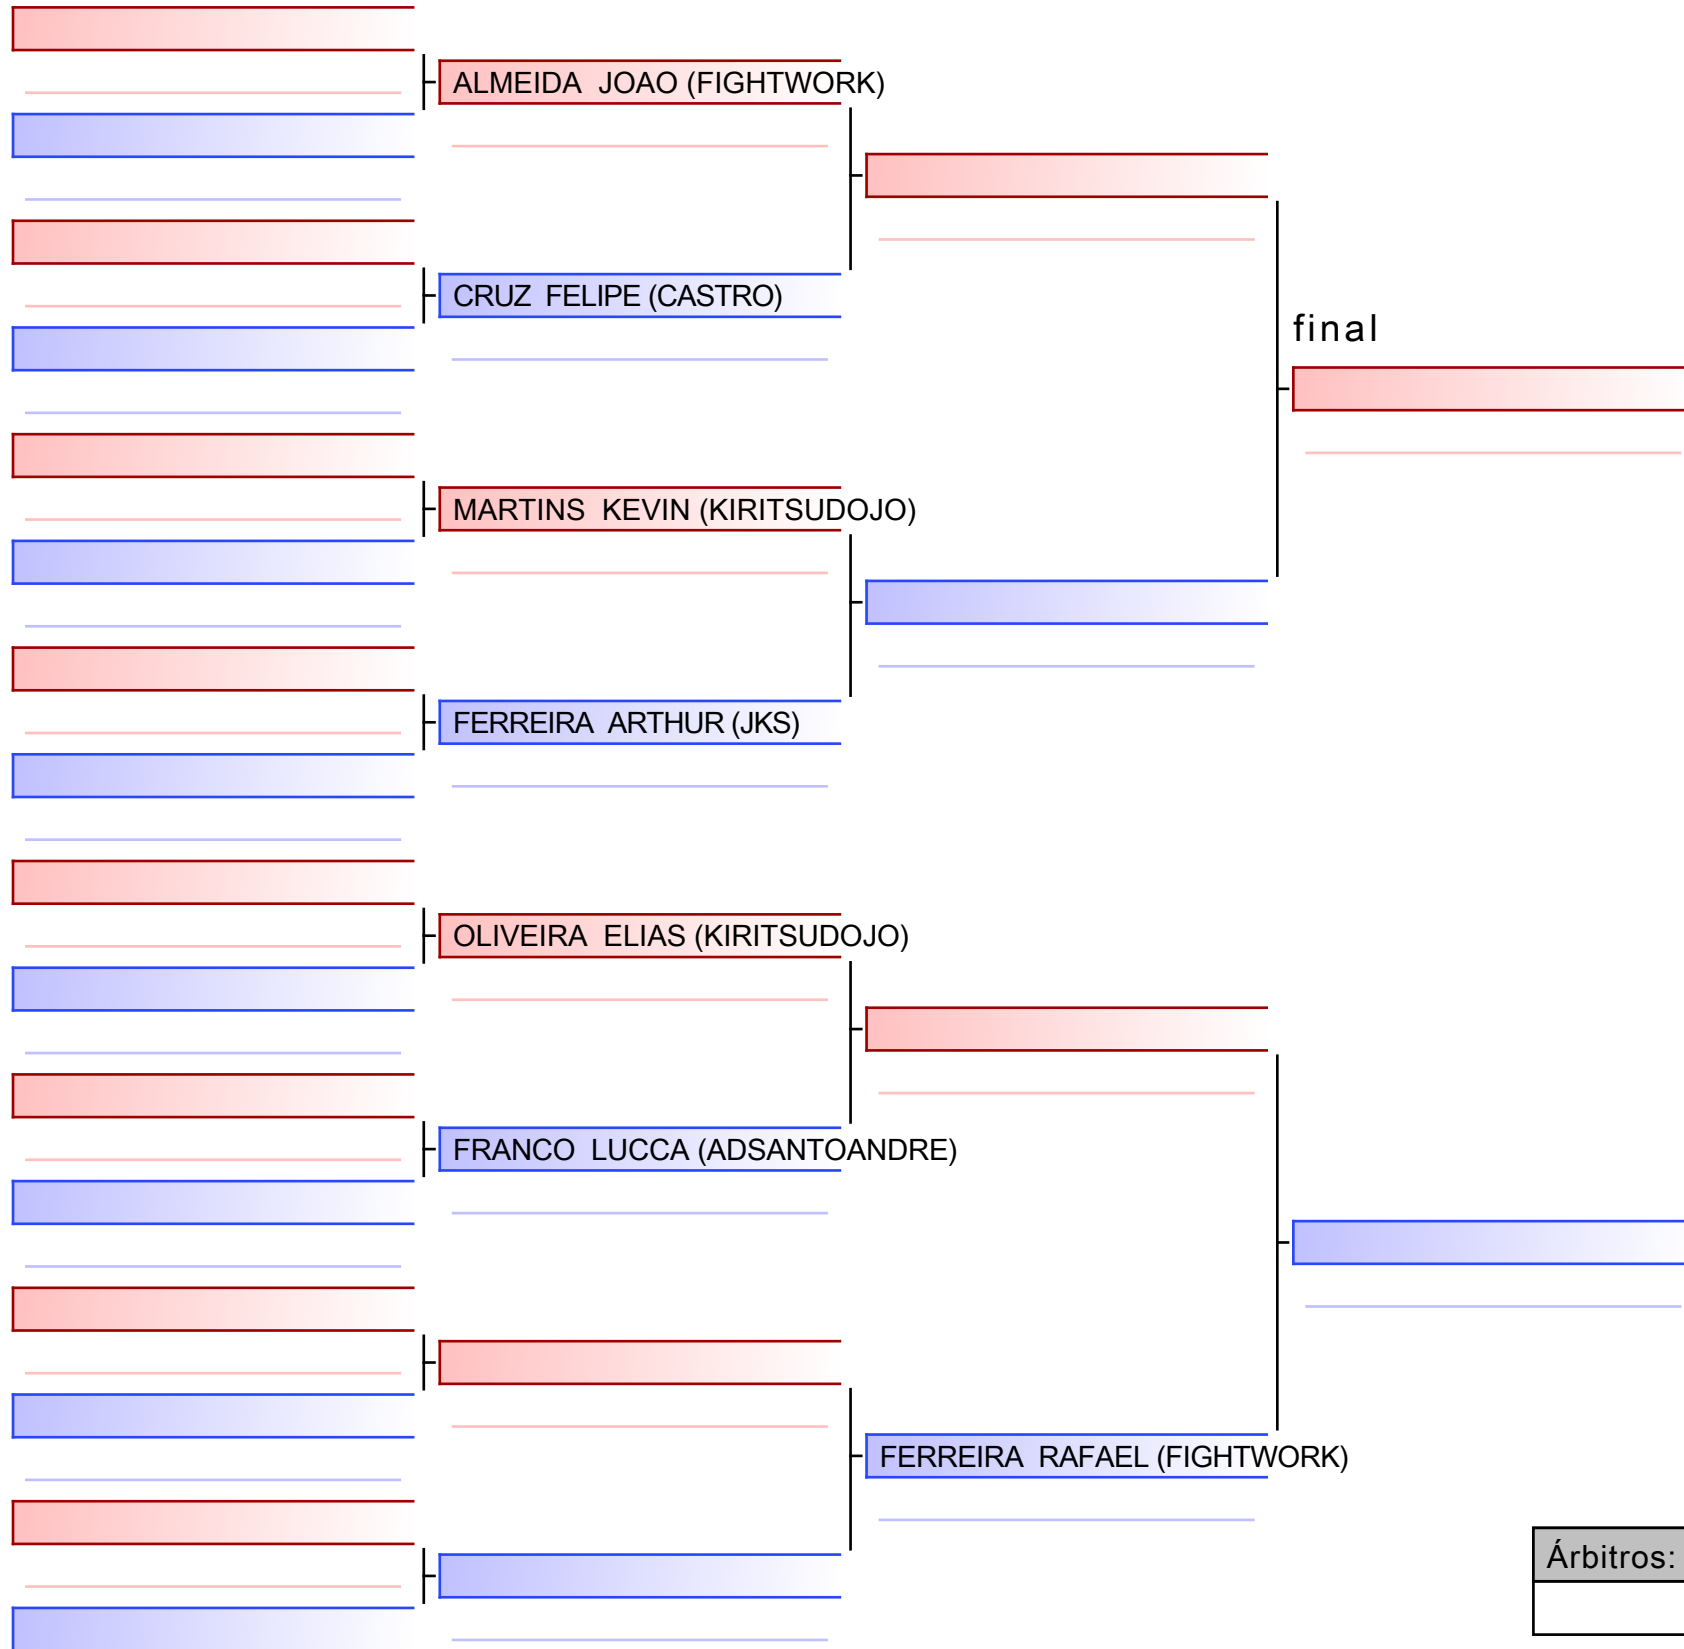 ALMEIDA  JOAO (FIGHTWORK)
CRUZ  FELIPE (CASTRO)
final
MARTINS  KEVIN (KIRITSUDOJO)
FERREIRA  ARTHUR (JKS)
OLIVEIRA  ELIAS (KIRITSUDOJO)
FRANCO  LUCCA (ADSANTOANDRE)
FERREIRA  RAFAEL (FIGHTWORK)
Árbitros: